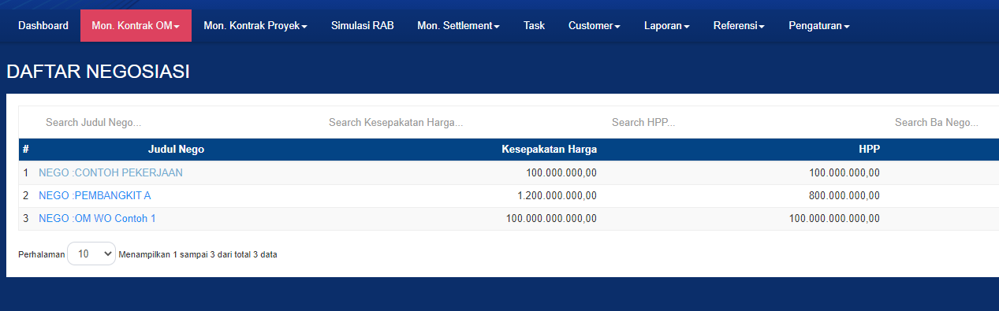 Dashboard Mon. Kontrak OM Mon. Kontrak Proyek Simulasi RAB Mon. Settlement Task Customer Laporan Referensi Pengaturan
DAFTAR NEGOSIASI
Search Judul Nego... Search Kesepakatan Harga... Search HPP... Search Ba Nego...
# Judul Nego Kesepakatan Harga HPP
1 NEGO :CONTOH PEKERJAAN 100.000.000,00 100.000.000,00
2 NEGO :PEMBANGKIT A 1.200.000.000,00 800.000.000,00
3 NEGO :OM WO Contoh 1 100.000.000.000,00 100.000.000.000,00
Perhalaman 10 Menampilkan 1 sampai 3 dari total 3 data